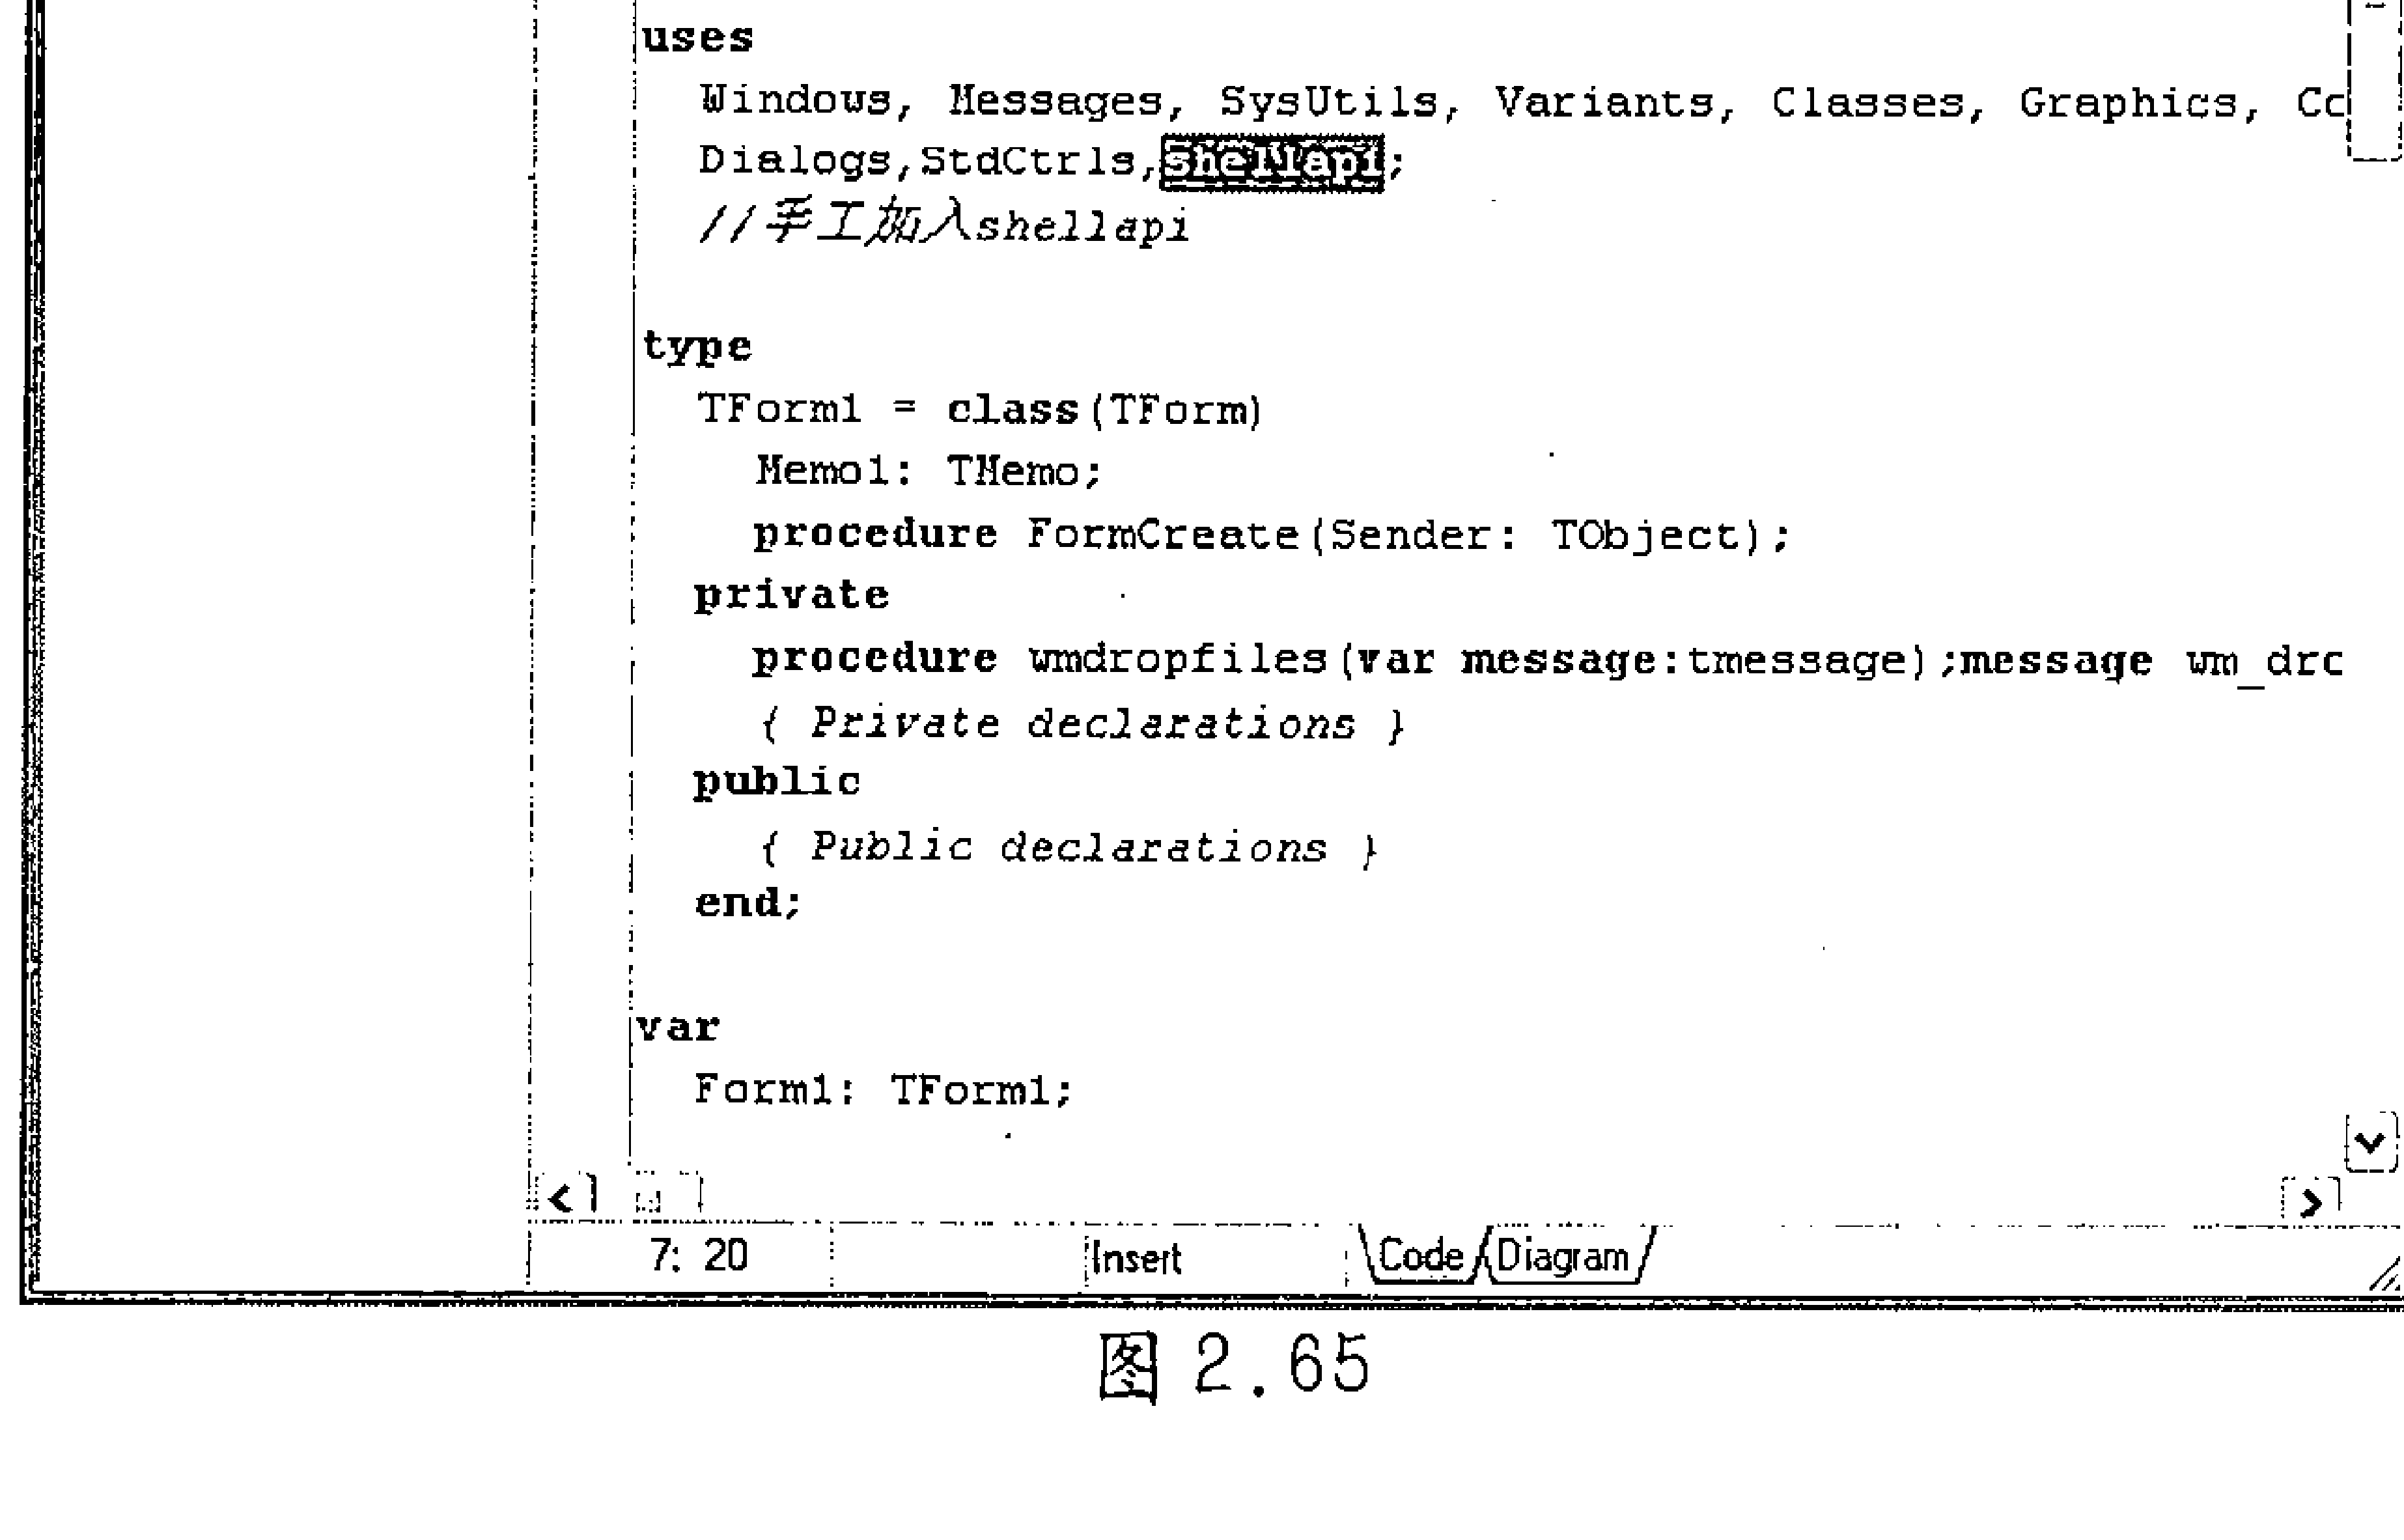 uses
Windows, Messages, SysUtils, Variants, Classes, Graphics, Co
Dialogs,StdCtrls,shellapi;
//手工加入shellapi
type
TForm1 = class(TForm)
Memo1: TMemo;
procedure FormCreate(Sender: TObject);
private
procedure wmdropfiles(var message:tmessage);message wm_dro
{ Private declarations }
public
{ Public declarations }
end;
var
Form1: TForm1;
7: 20 Insert Code Diagram
图 2.65